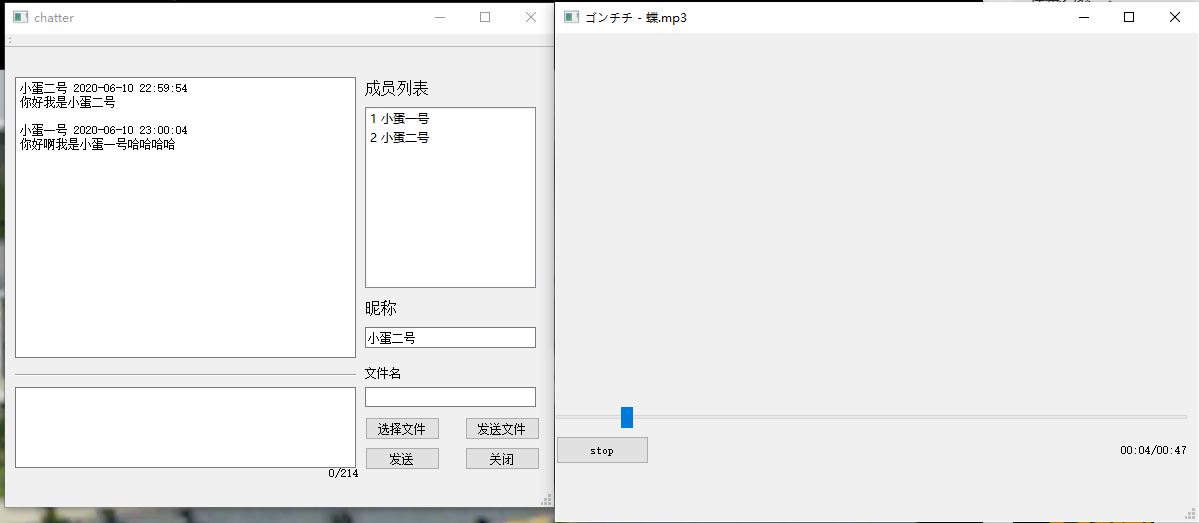 chatter
小蛋二号 2020-06-10 22:59:54
你好我是小蛋二号
小蛋一号 2020-06-10 23:00:04
你好啊我是小蛋一号哈哈哈哈
成员列表
1 小蛋一号
2 小蛋二号
昵称
小蛋二号
文件名
选择文件
发送文件
发送
关闭
0/214
ゴンチチ - 蝶.mp3
stop
00:04/00:47